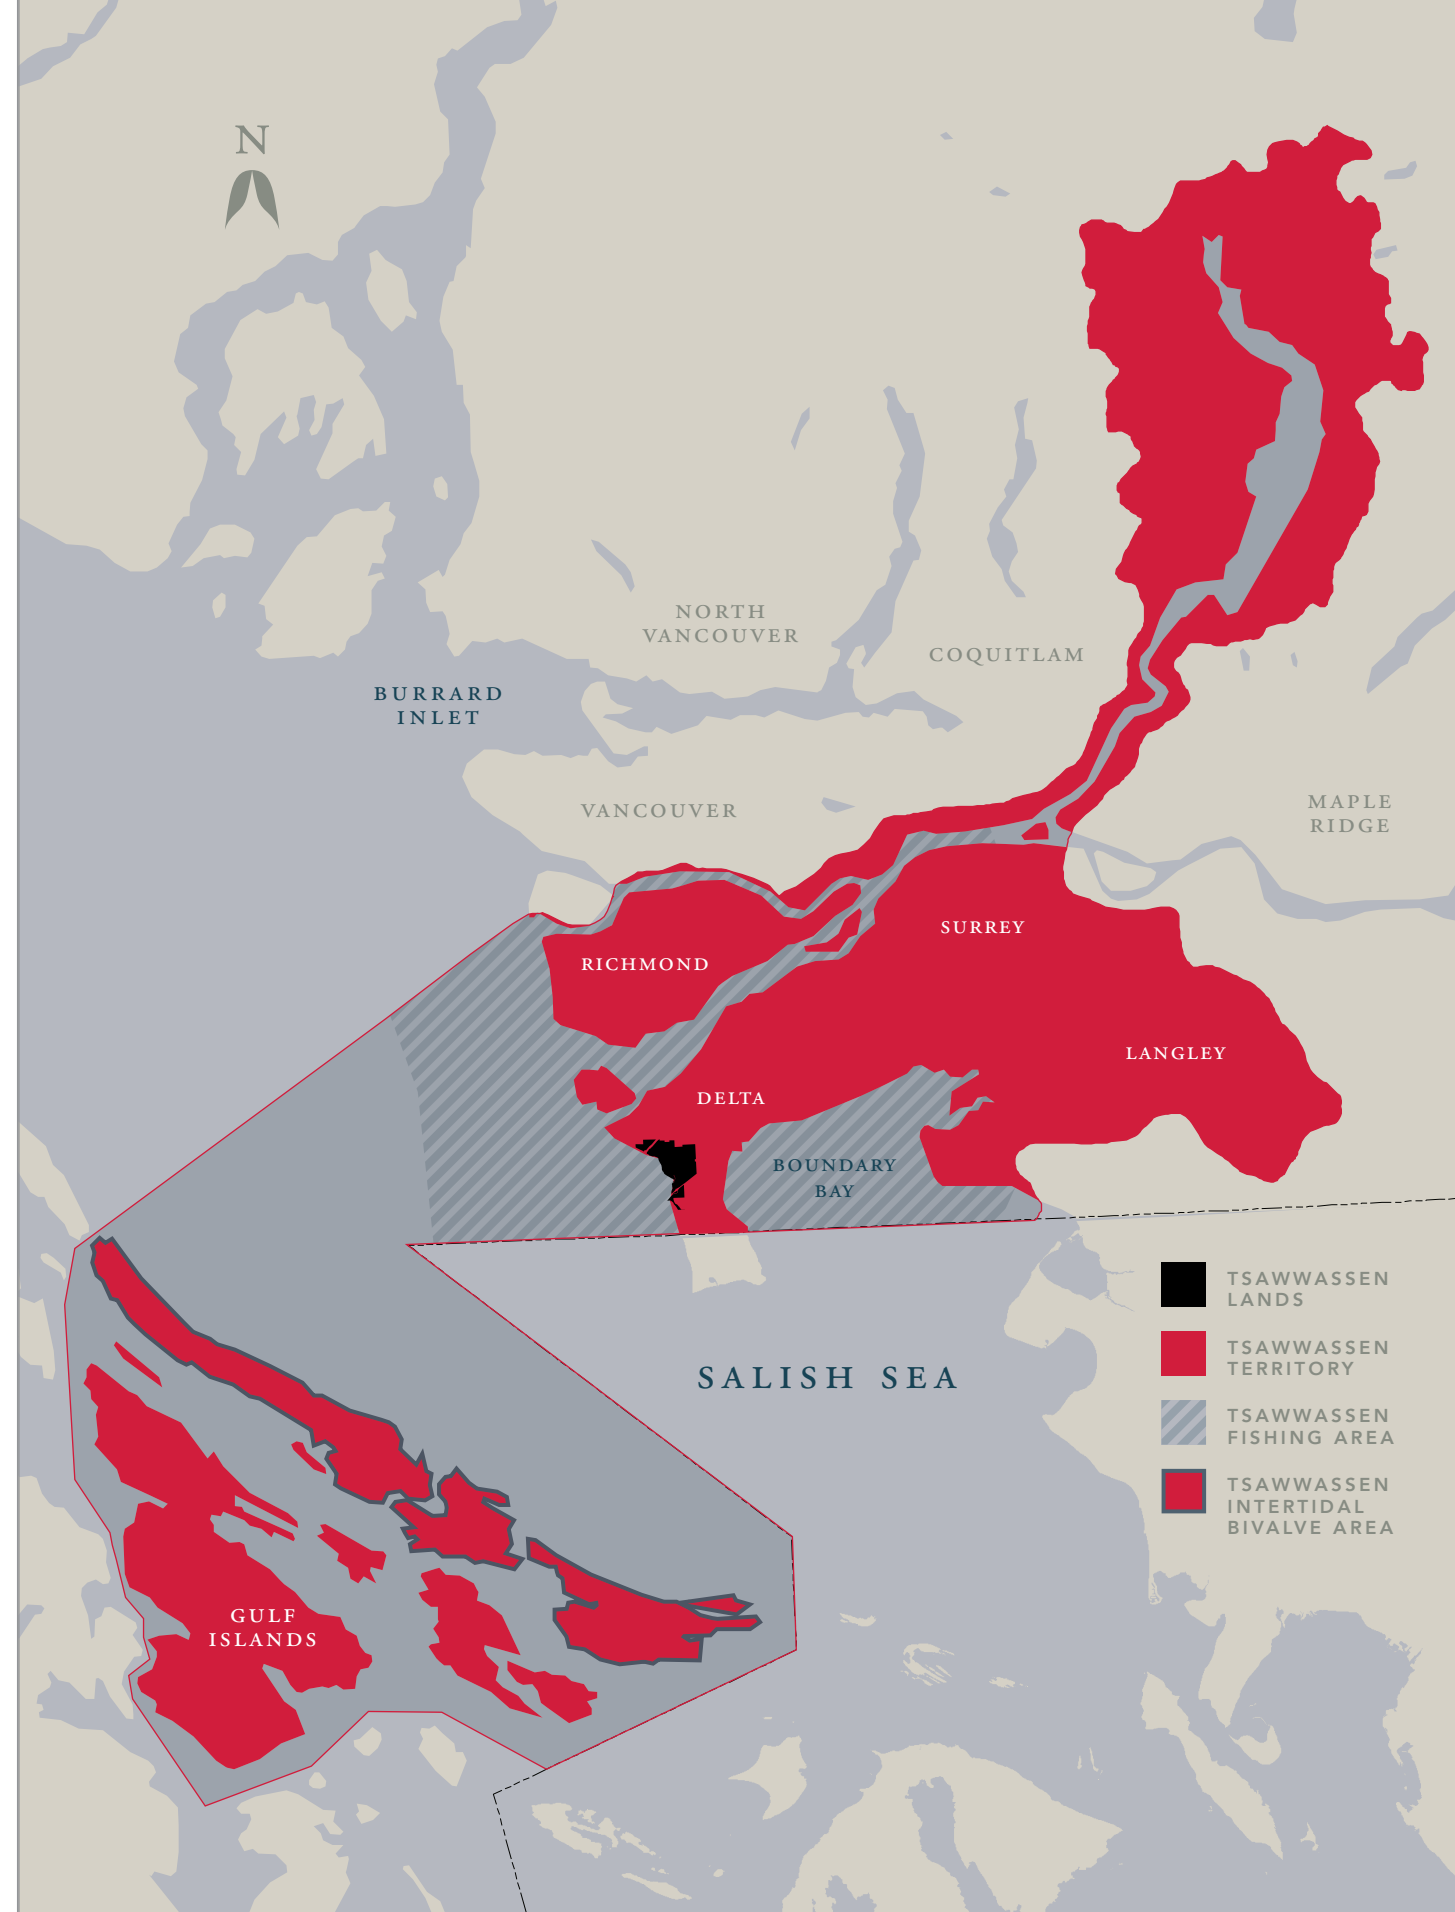 N
NORTH
VANCOUVER
COQUITLAM
BURRARD
INLET
VANCOUVER
MAPLE
RIDGE
SURREY
RICHMOND
LANGLEY
DELTA
BOUNDARY
BAY
SALISH SEA
GULF
ISLANDS
TSAWWASSEN
LANDS
TSAWWASSEN
TERRITORY
TSAWWASSEN
FISHING AREA
TSAWWASSEN
INTERTIDAL
BIVALVE AREA